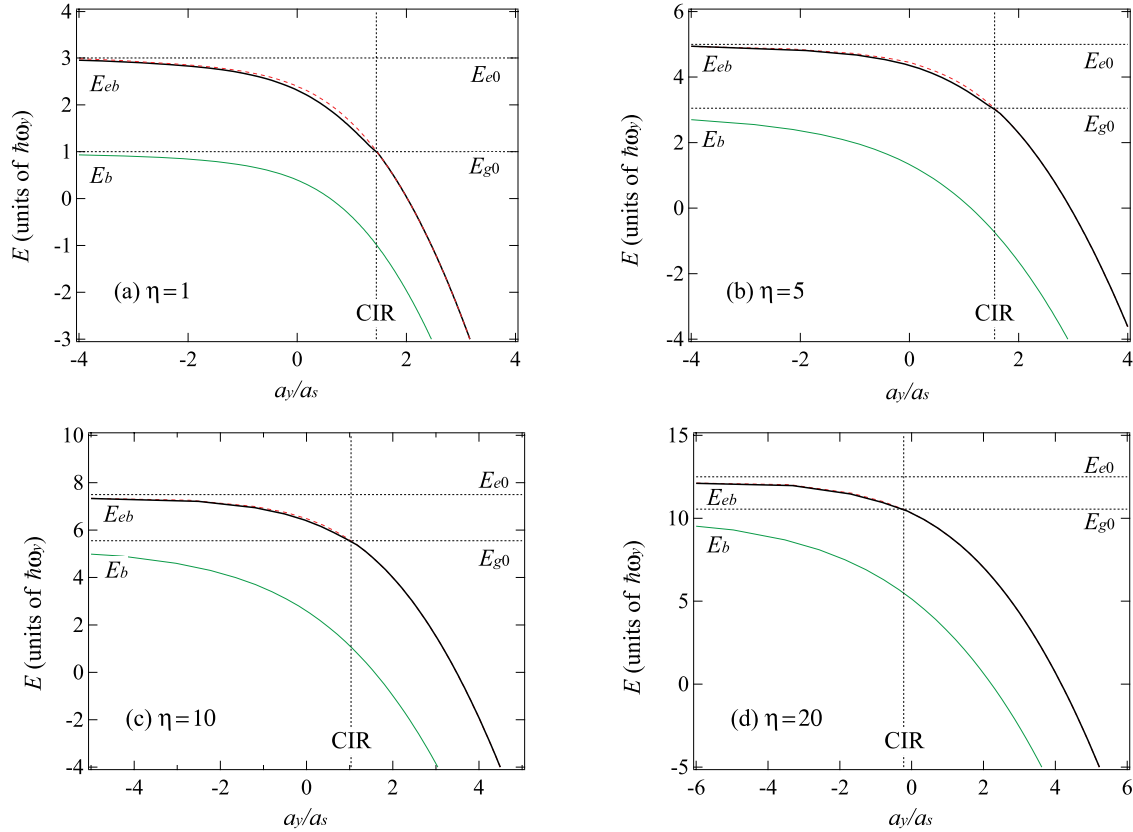 4
3
2
1
0
-1
-2
-3
E (units of ħωy)
Eeb
Ee0
Eb
Eg0
(a) η=1
CIR
-4 -2 0 2 4
ay/as
6
4
2
0
-2
-4
E (units of ħωy)
Eeb
Ee0
Eb
Eg0
(b) η=5
CIR
-4 -2 0 2 4
ay/as
10
8
6
4
2
0
-2
-4
E (units of ħωy)
Eeb
Ee0
Eb
Eg0
(c) η=10
CIR
-4 -2 0 2 4
ay/as
15
10
5
0
-5
E (units of ħωy)
Eeb
Ee0
Eb
Eg0
(d) η=20
CIR
-6 -4 -2 0 2 4 6
ay/as